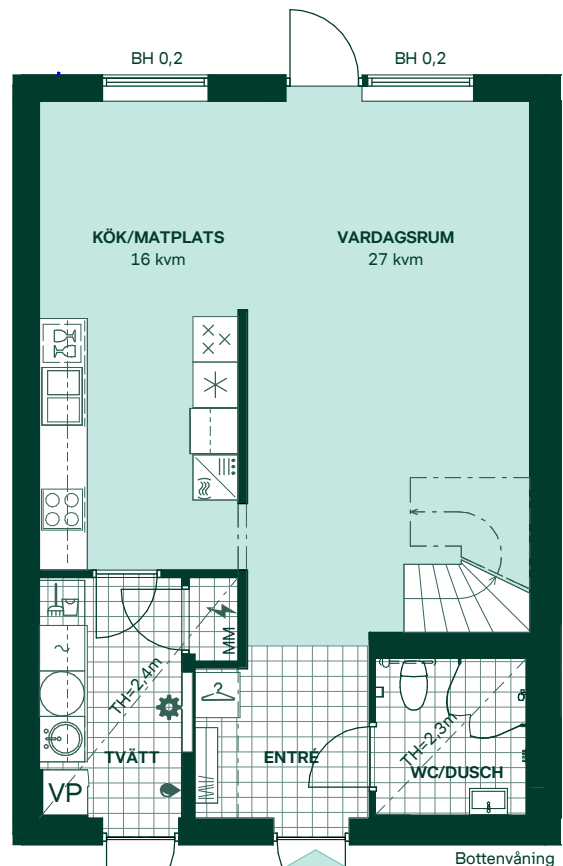 BH 0,2
BH 0,2
KÖK/MATPLATS
16 kvm
VARDAGSRUM
27 kvm
MM
TH=2,4m
TH=2,3m
TVÄTT
ENTRÉ
WC/DUSCH
VP
Bottenvåning